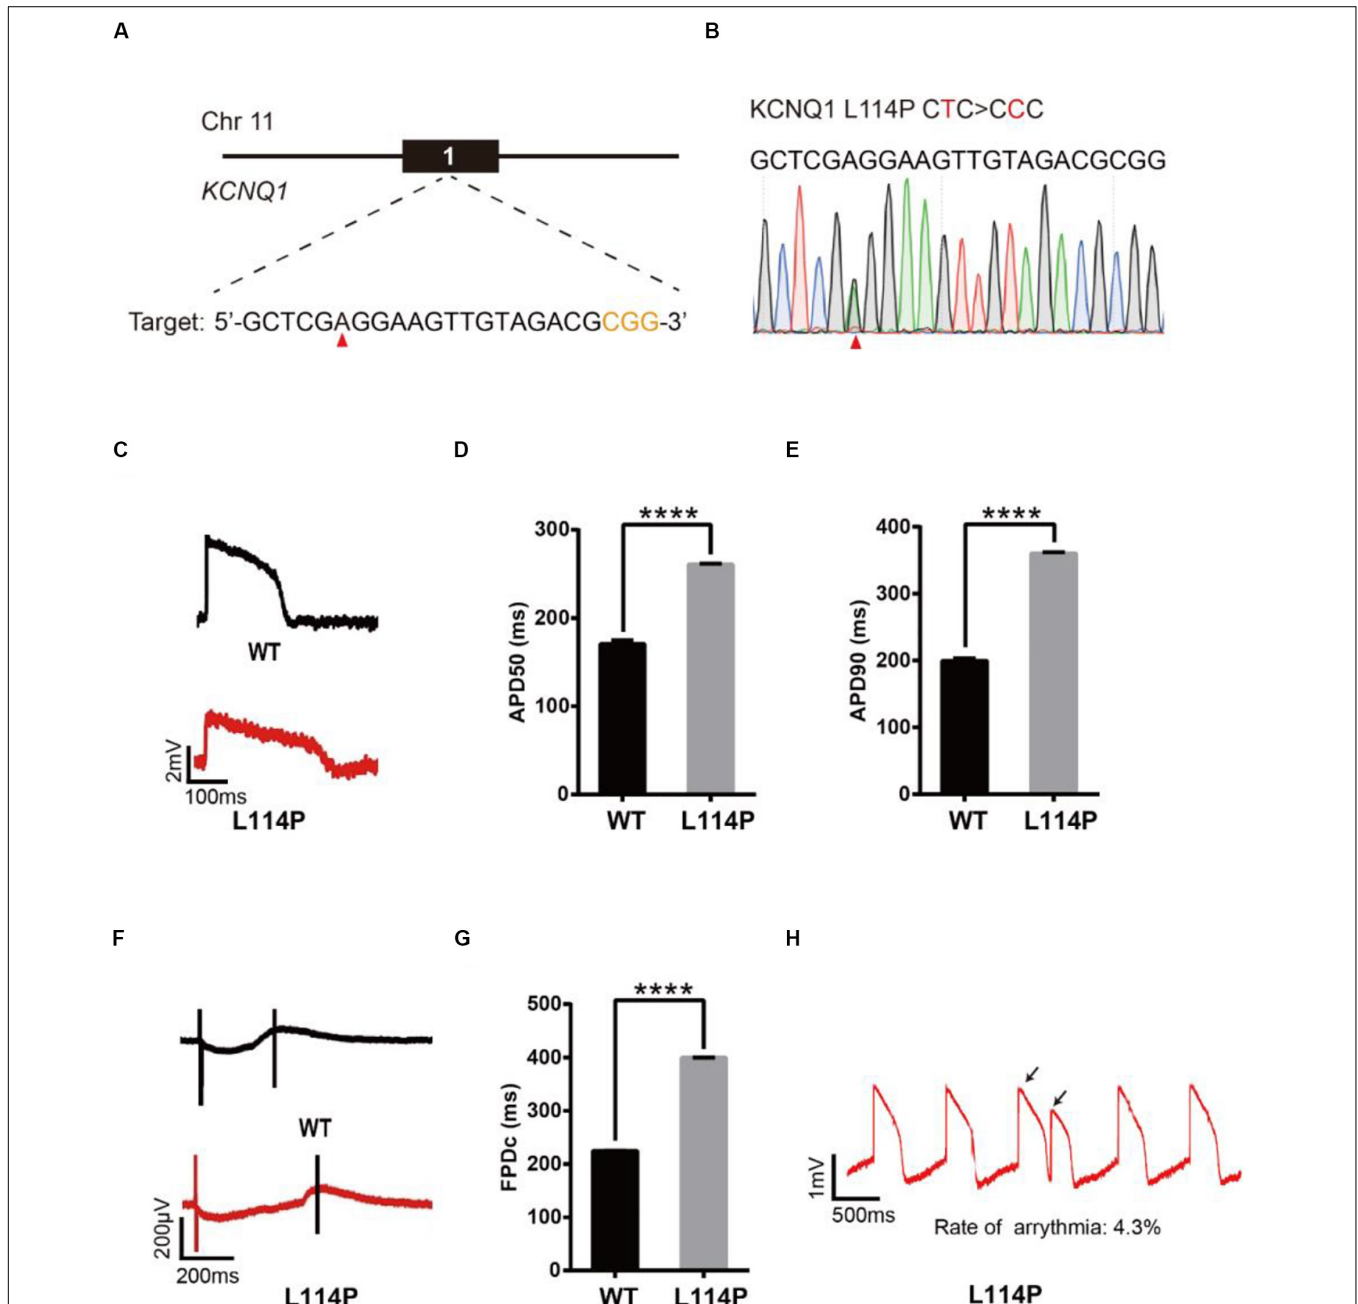 A
Chr 11
1
KCNQ1
Target: 5'-GCTCGAGGAAGTTGTAGACGCGG-3'
B
KCNQ1 L114P CTC>CCC
GCTCGAGGAAGTTGTAGACGCGG
C
WT
2mV
100ms
L114P
D
****
300
200
100
0
APD50 (ms)
WT L114P
E
****
400
300
200
100
0
APD90 (ms)
WT L114P
F
WT
200μV
200ms
L114P
G
****
500
400
300
200
100
0
FPDc (ms)
WT L114P
H
1mV
500ms
Rate of arrythmia: 4.3%
L114P